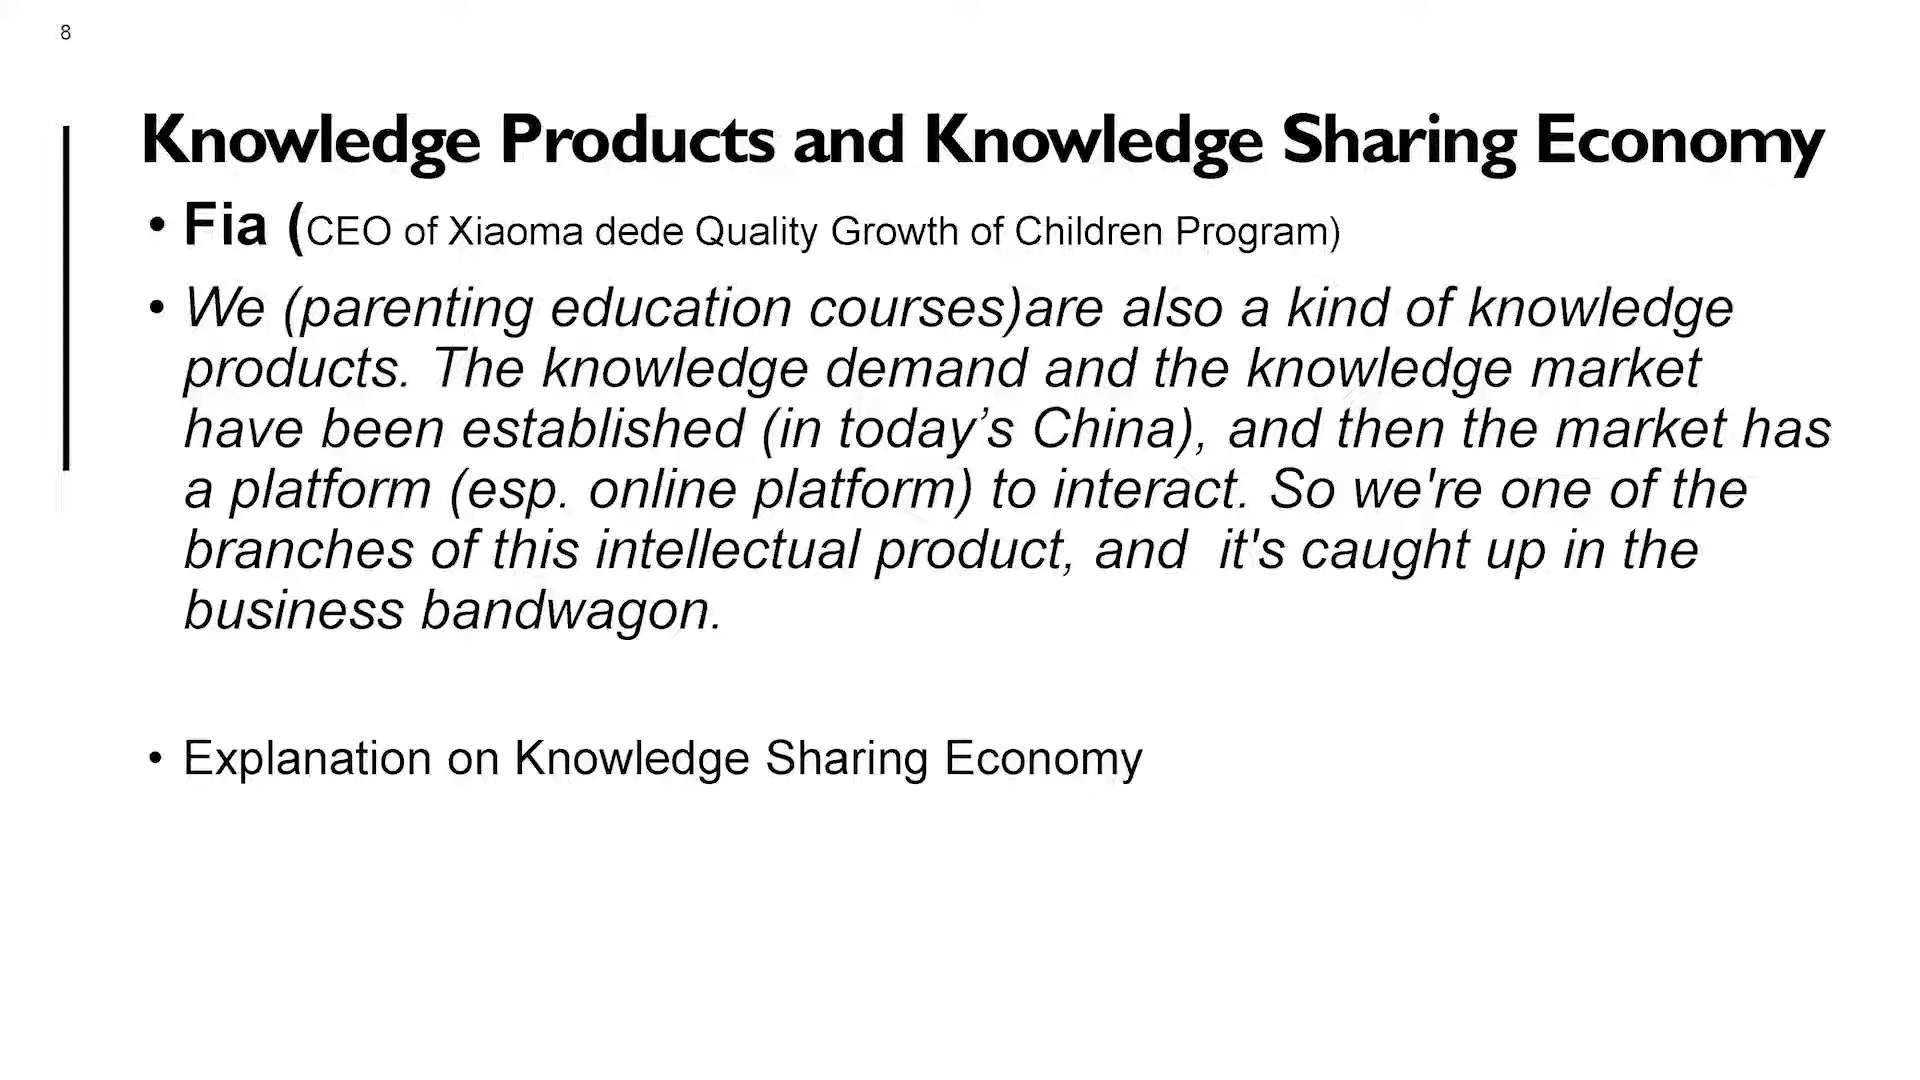 8
Knowledge Products and Knowledge Sharing Economy
• Fia (CEO of Xiaoma dede Quality Growth of Children Program)
• We (parenting education courses)are also a kind of knowledge
products. The knowledge demand and the knowledge market
have been established (in today’s China), and then the market has
a platform (esp. online platform) to interact. So we're one of the
branches of this intellectual product, and  it's caught up in the
business bandwagon.
• Explanation on Knowledge Sharing Economy